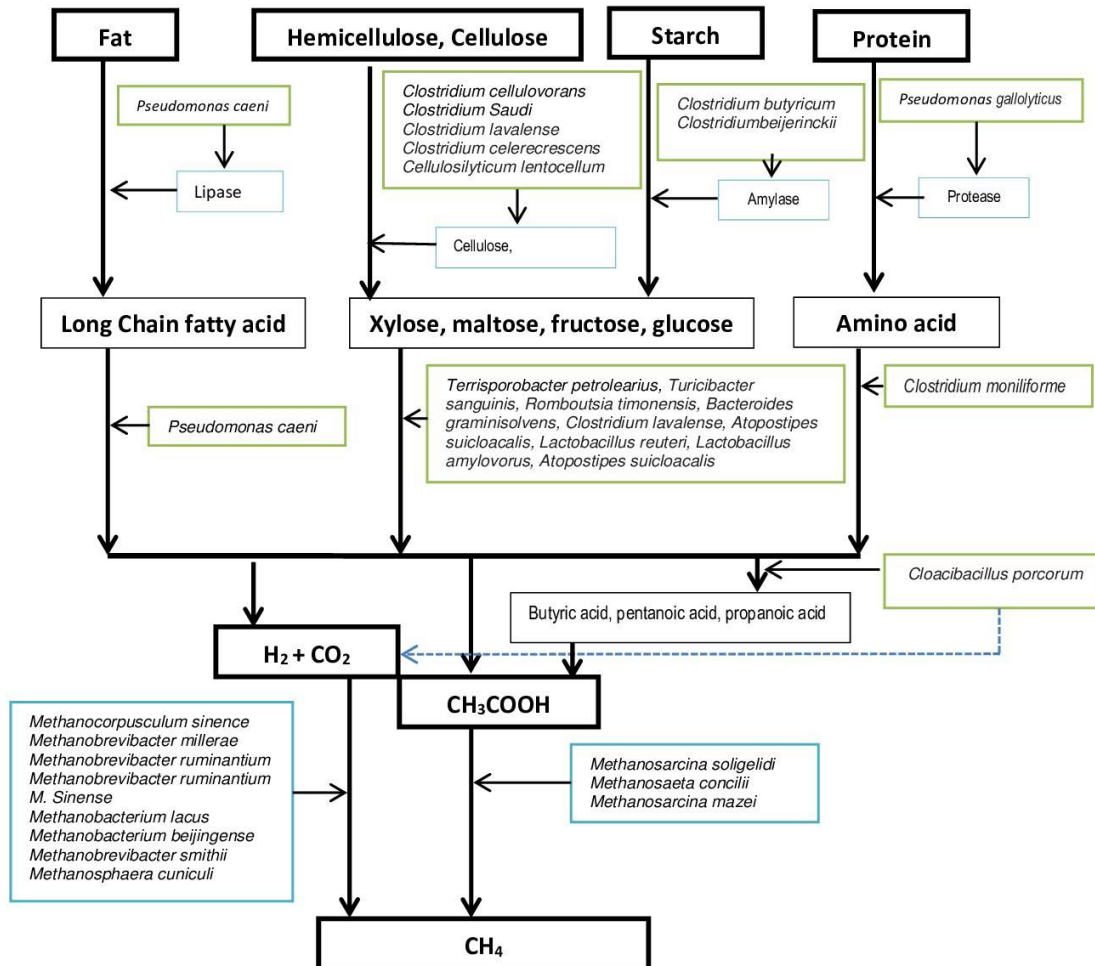 Fat
Hemicellulose, Cellulose
Starch
Protein
Pseudomonas caeni
Clostridium cellulovorans
Clostridium Saudi
Clostridium lavalense
Clostridium celerecrescens
Cellulosilyticum lentocellum
Clostridium butyricum
Clostridiumbeijerinckii
Pseudomonas gallolyticus
Lipase
Cellulose,
Amylase
Protease
Long Chain fatty acid
Xylose, maltose, fructose, glucose
Amino acid
Pseudomonas caeni
Terrisporobacter petrolearius, Turicibacter
sanguinis, Romboutsia timonensis, Bacteroides
graminisolvens, Clostridium lavalense, Atopostipes
suicloacalis, Lactobacillus reuteri, Lactobacillus
amylovorus, Atopostipes suicloacalis
Clostridium moniliforme
Cloacibacillus porcorum
Butyric acid, pentanoic acid, propanoic acid
H₂ + CO₂
CH₃COOH
Methanocorpusculum sinence
Methanobrevibacter millerae
Methanobrevibacter ruminantium
Methanobrevibacter ruminantium
M. Sinense
Methanobacterium lacus
Methanobacterium beijingense
Methanobrevibacter smithii
Methanosphaera cuniculi
Methanosarcina soligelidi
Methanosaeta concilii
Methanosarcina mazei
CH₄